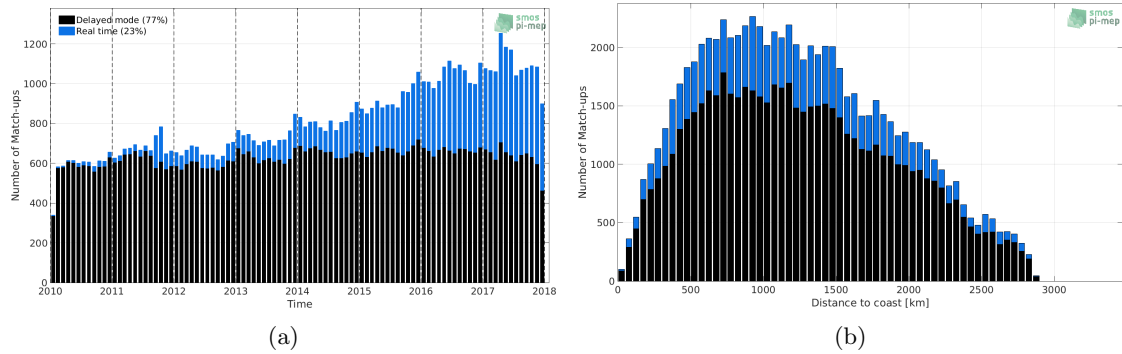 Delayed mode (77%)
Real time (23%)
smos
pi-mep
1200
1000
800
600
400
200
0
Number of Match-ups
2010 2011 2012 2013 2014 2015 2016 2017 2018
Time
(a)
smos
pi-mep
2000
1500
1000
500
0
Number of Match-ups
0 500 1000 1500 2000 2500 3000
Distance to coast [km]
(b)